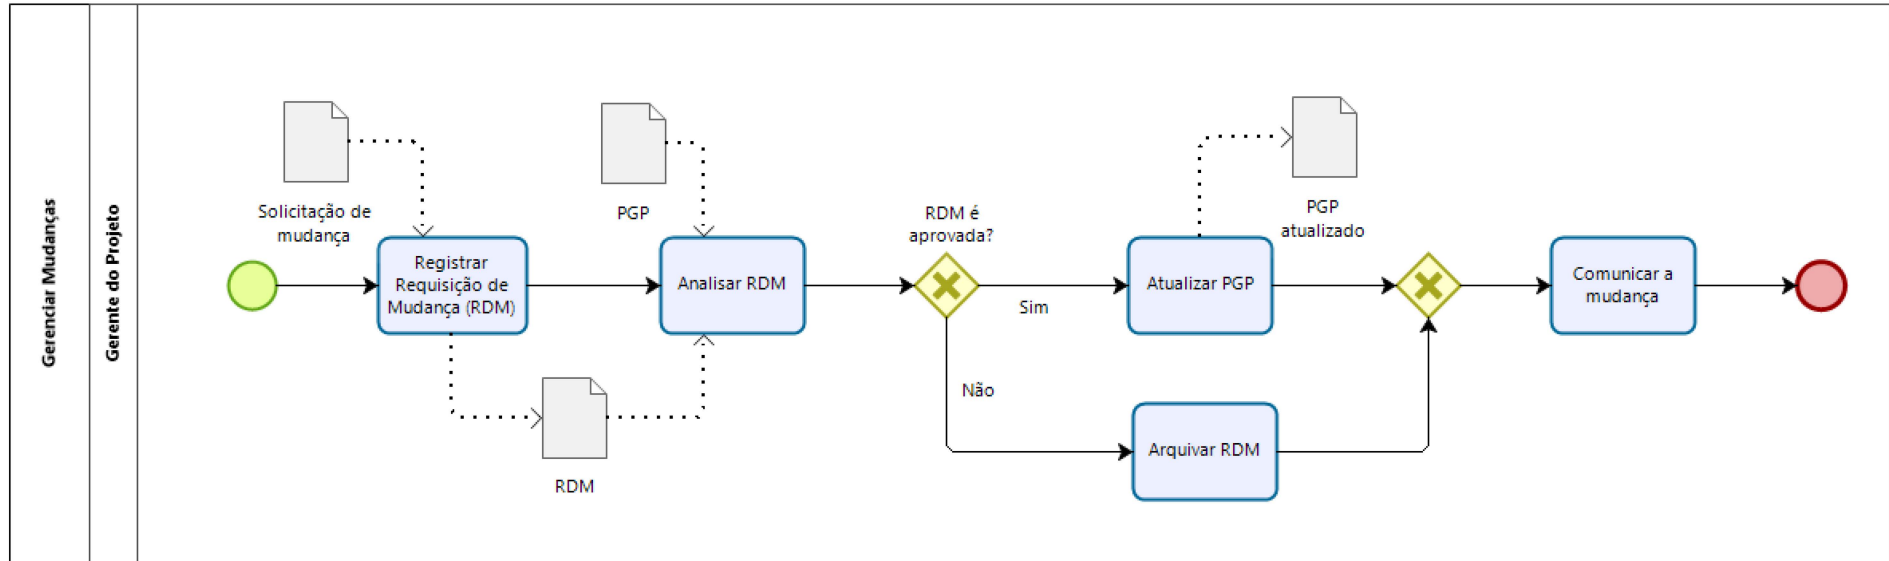 Gerenciar Mudanças
Gerente do Projeto
Solicitação de
mudança
Registrar
Requisição de
Mudança (RDM)
RDM
PGP
Analisar RDM
RDM é
aprovada?
Sim
Não
Atualizar PGP
PGP
atualizado
Arquivar RDM
Comunicar a
mudança